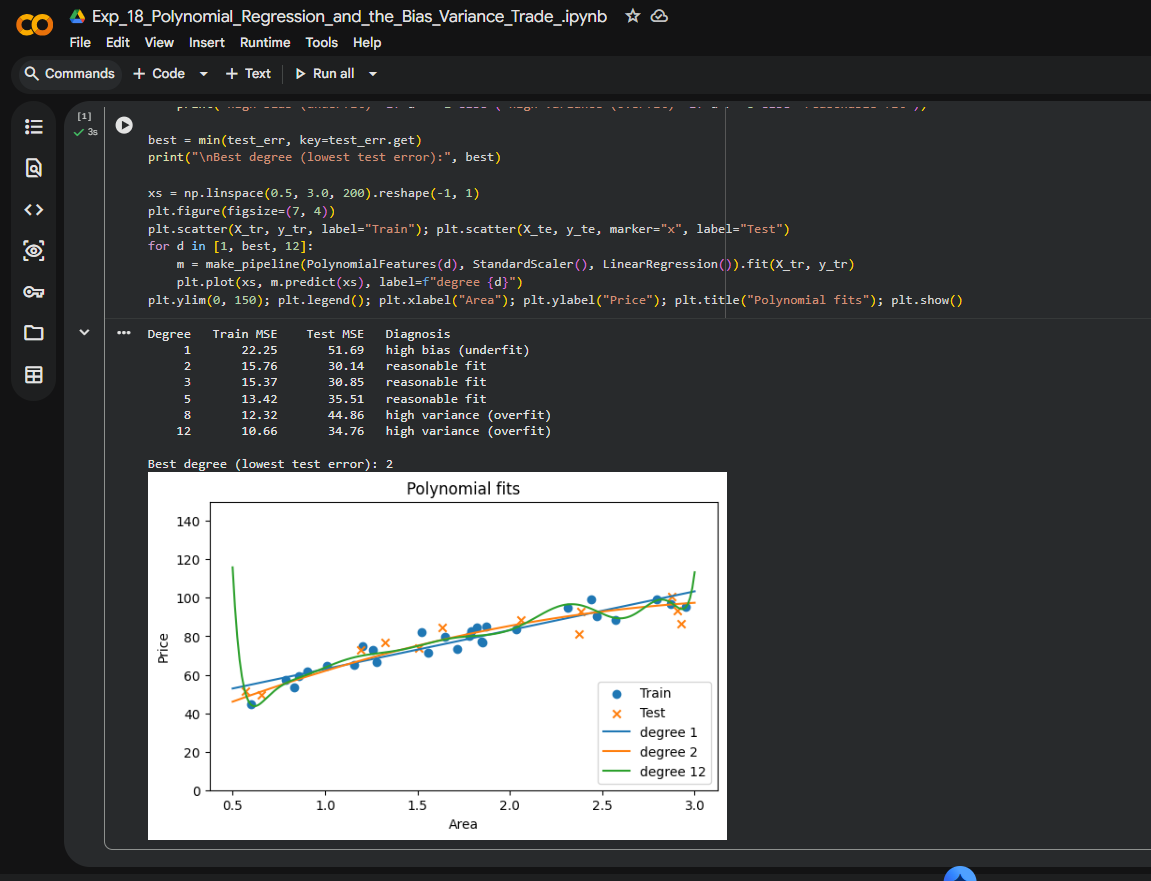 Exp_18_Polynomial_Regression_and_the_Bias_Variance_Trade_.ipynb
File Edit View Insert Runtime Tools Help
Commands + Code + Text Run all
[1]
3s
best = min(test_err, key=test_err.get)
print("\nBest degree (lowest test error):", best)
xs = np.linspace(0.5, 3.0, 200).reshape(-1, 1)
plt.figure(figsize=(7, 4))
plt.scatter(X_tr, y_tr, label="Train"); plt.scatter(X_te, y_te, marker="x", label="Test")
for d in [1, best, 12]:
    m = make_pipeline(PolynomialFeatures(d), StandardScaler(), LinearRegression()).fit(X_tr, y_tr)
    plt.plot(xs, m.predict(xs), label=f"degree {d}")
plt.ylim(0, 150); plt.legend(); plt.xlabel("Area"); plt.ylabel("Price"); plt.title("Polynomial fits"); plt.show()
Degree Train MSE Test MSE Diagnosis
1 22.25 51.69 high bias (underfit)
2 15.76 30.14 reasonable fit
3 15.37 30.85 reasonable fit
5 13.42 35.51 reasonable fit
8 12.32 44.86 high variance (overfit)
12 10.66 34.76 high variance (overfit)
Best degree (lowest test error): 2
Polynomial fits
140
120
100
80
60
40
20
0
Price
Train
Test
degree 1
degree 2
degree 12
0.5 1.0 1.5 2.0 2.5 3.0
Area